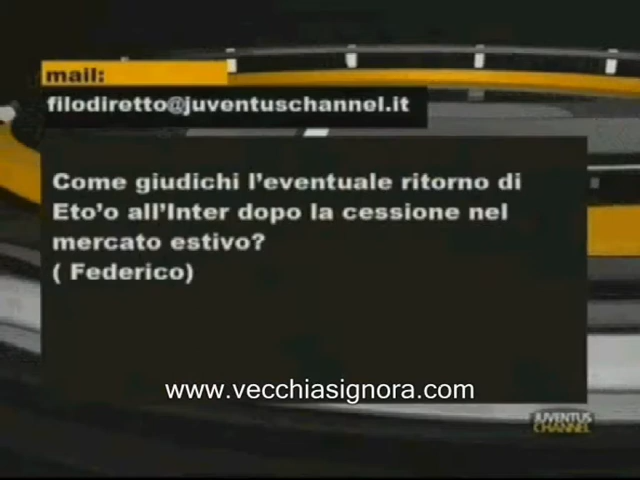 mail:
filodiretto@juventuschannel.it
Come giudichi l'eventuale ritorno di
Eto'o all'Inter dopo la cessione nel
mercato estivo?
( Federico)
www.vecchiasignora.com
JUVENTUS
CHANNEL